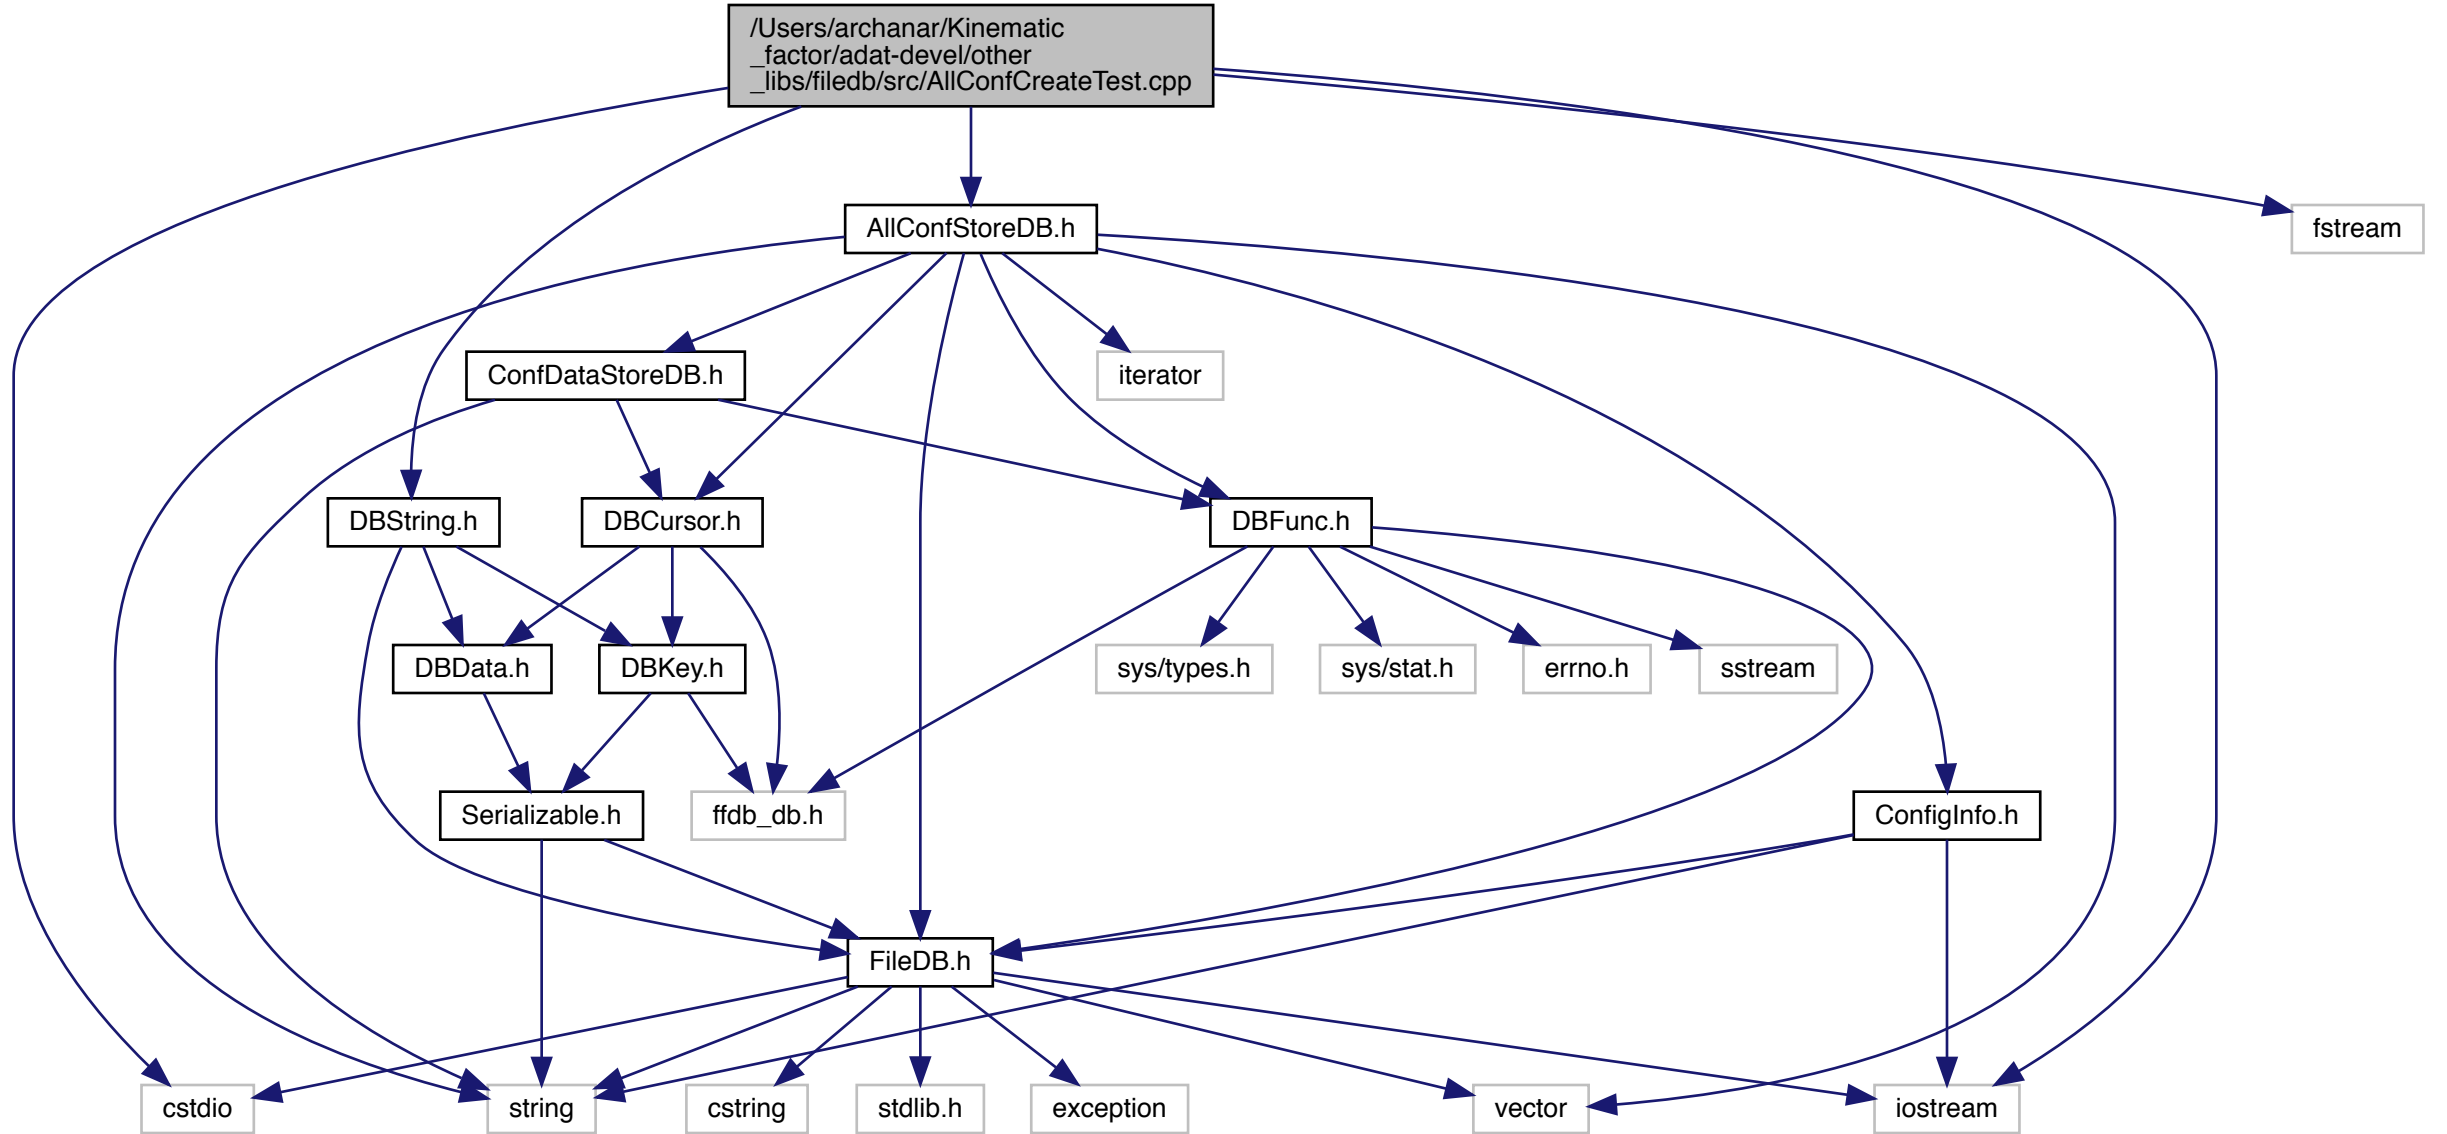 /Users/archanar/Kinematic
_factor/adat-devel/other
_libs/filedb/src/AllConfCreateTest.cpp
AllConfStoreDB.h
fstream
ConfDataStoreDB.h
iterator
DBString.h
DBCursor.h
DBFunc.h
DBData.h
DBKey.h
sys/types.h
sys/stat.h
errno.h
sstream
Serializable.h
ffdb_db.h
ConfigInfo.h
FileDB.h
cstdio
string
cstring
stdlib.h
exception
vector
iostream